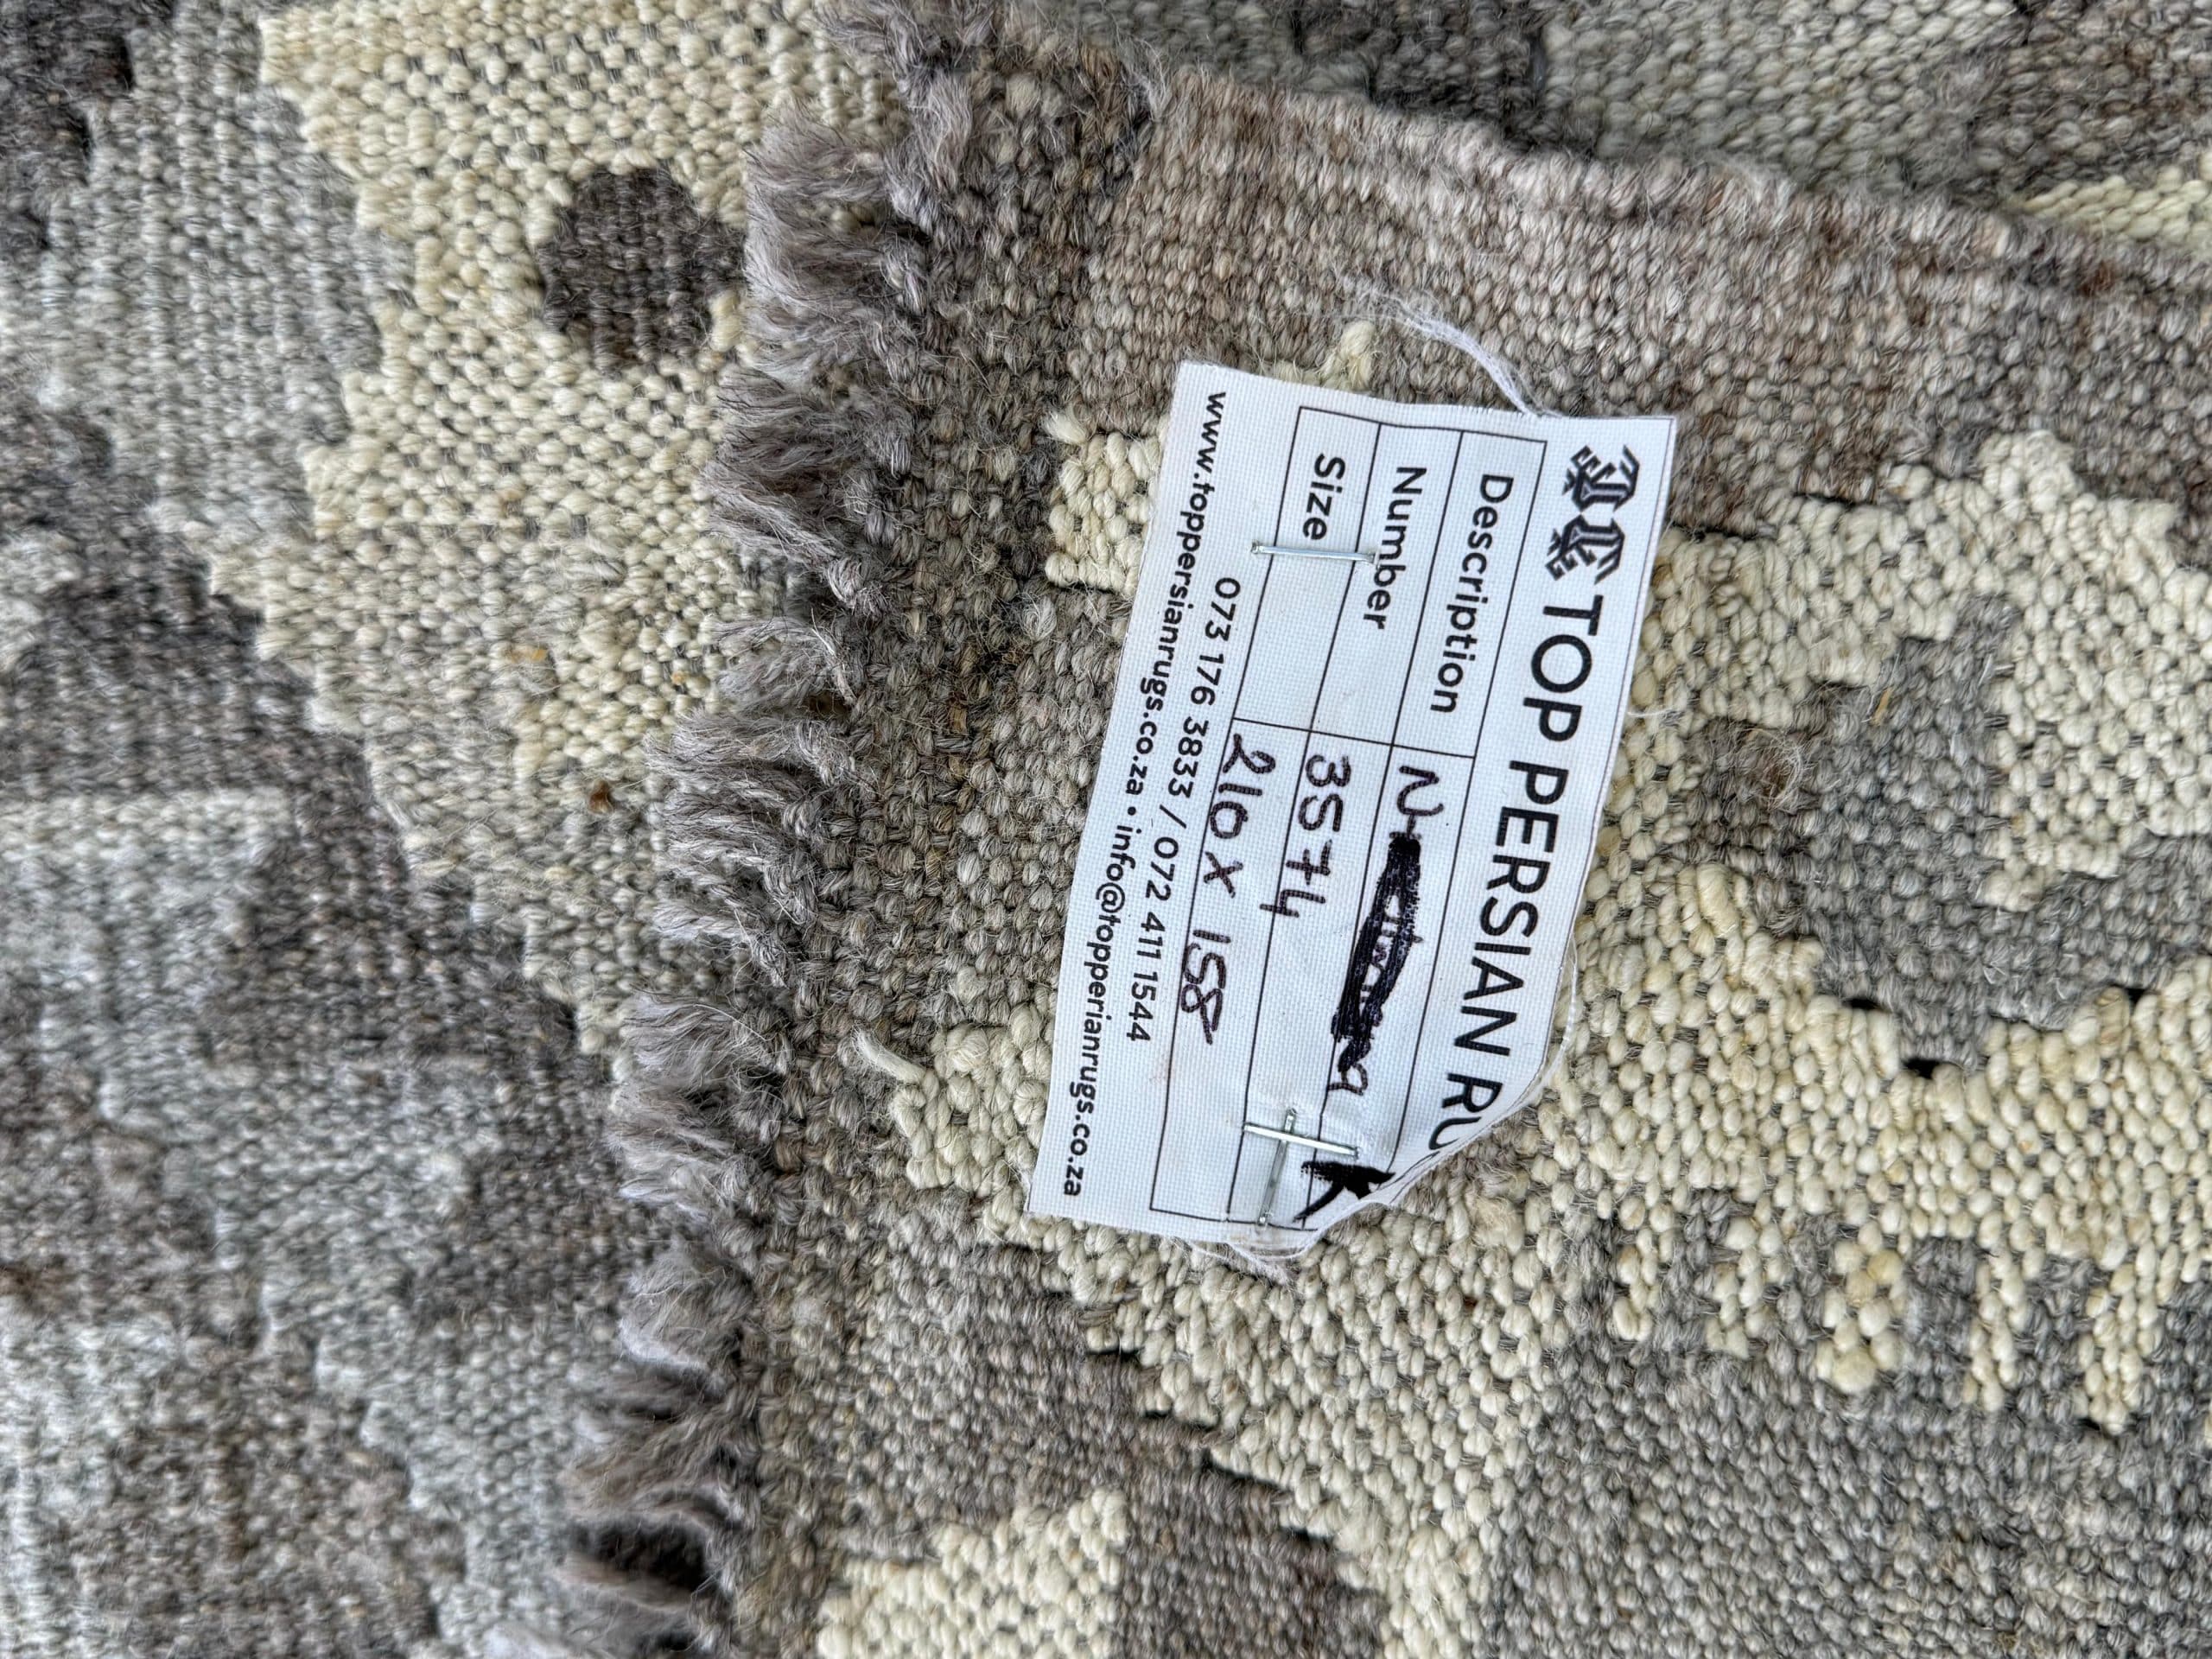 TOP PERSIAN RU
Description
Number 3574
Size 210 x 158
073 176 3833 / 072 411 1544
www.toppersianrugs.co.za • info@topperianrugs.co.za